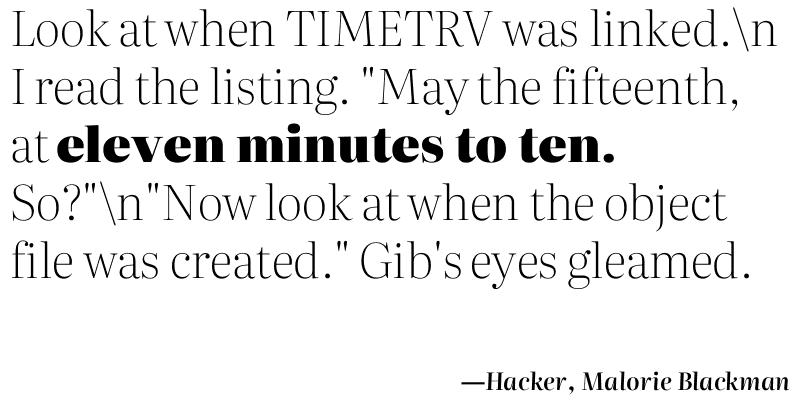 Look at when TIMETRV was linked.\n
I read the listing. "May the fifteenth,
at eleven minutes to ten.
So?"\n"Now look at when the object
file was created." Gib's eyes gleamed.
—Hacker, Malorie Blackman